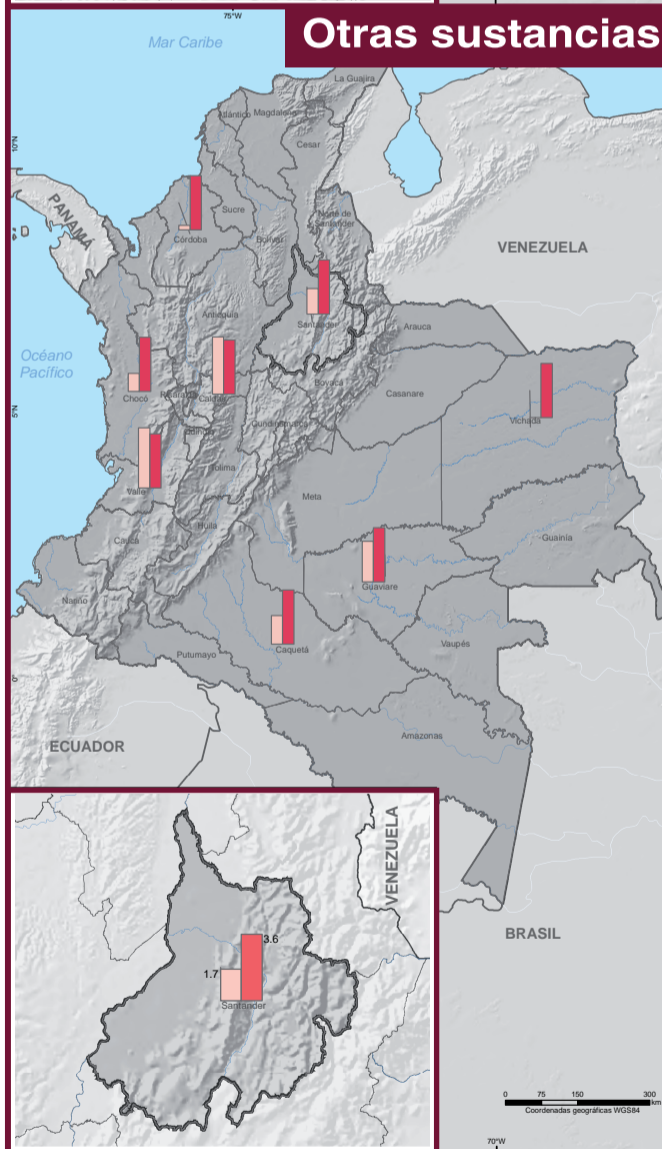 75°W
Otras sustancias
Mar Caribe
La Guajira
Atlántico
Magdalena
10°N
Cesar
PANAMÁ
Sucre
Norte de
Santander
Córdoba
Bolívar
VENEZUELA
Antioquia
Santander
Arauca
Océano
Pacífico
Chocó
Risaralda
Caldas
Boyacá
Casanare
5°N
Vichada
Quindío
Cundinamarca
Tolima
Valle
Meta
Cauca
Huila
Guainía
Guaviare
Nariño
Caquetá
Vaupés
Putumayo
0°
Amazonas
ECUADOR
VENEZUELA
BRASIL
3.6
1.7
Santander
0 75 150 300
km
Coordenadas geográficas WGS84
70°W